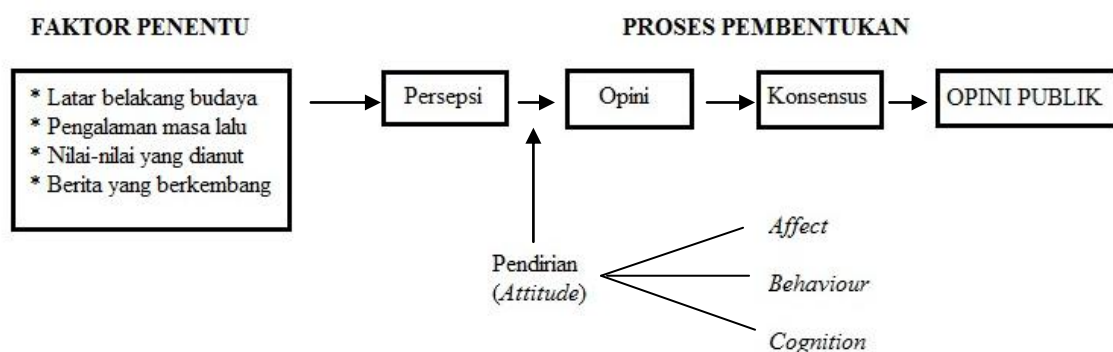 FAKTOR PENENTU
PROSES PEMBENTUKAN
* Latar belakang budaya
* Pengalaman masa lalu
* Nilai-nilai yang dianut
* Berita yang berkembang
Persepsi
Opini
Konsensus
OPINI PUBLIK
Pendirian
(Attitude)
Affect
Behaviour
Cognition